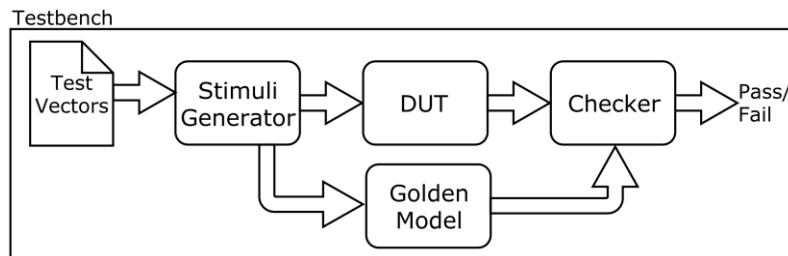 Testbench
Test
Vectors
Stimuli
Generator
DUT
Checker
Pass/
Fail
Golden
Model